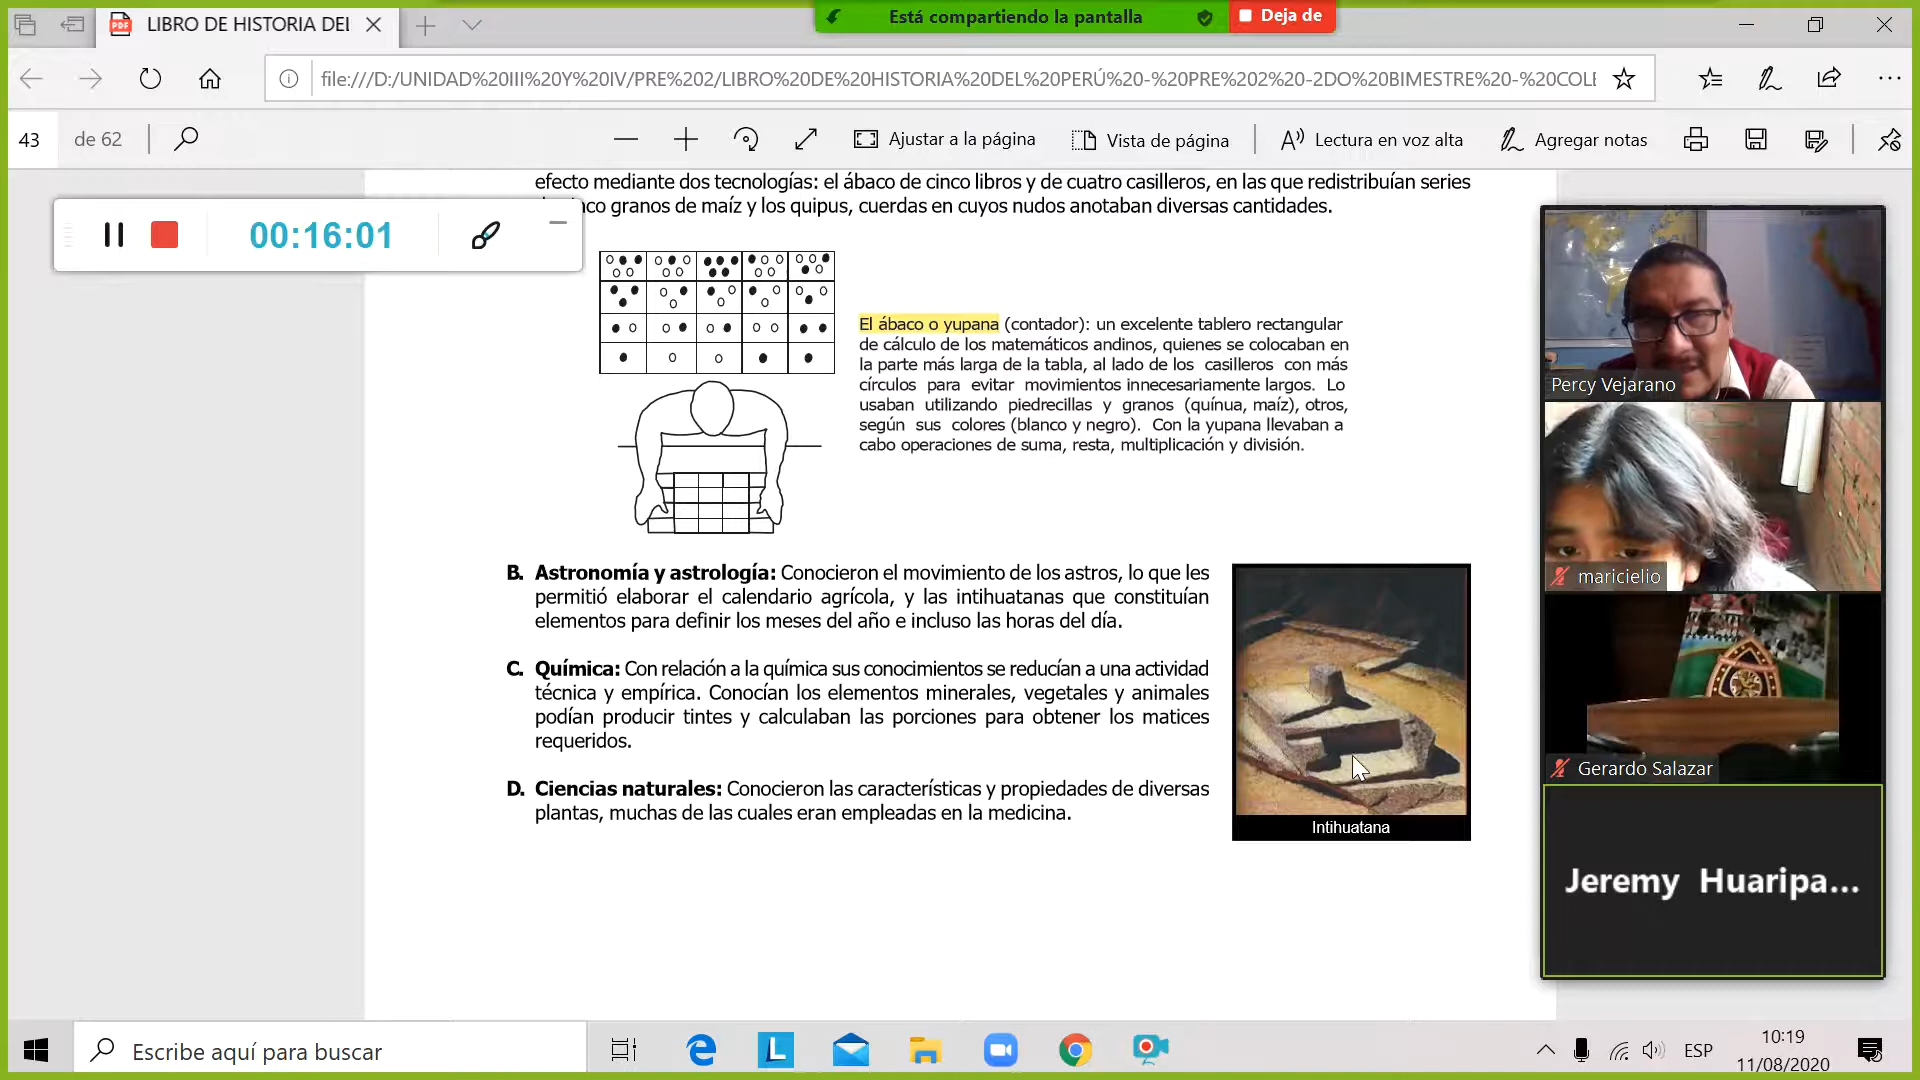 Está compartiendo la pantalla
Deja de
LIBRO DE HISTORIA DEL
file:///D:/UNIDAD%20III%20Y%20IV/PRE%202/LIBRO%20DE%20HISTORIA%20DEL%20PERÚ%20-%20PRE%202%20-2DO%20BIMESTRE%20-%20COLE
43 de 62
Ajustar a la página
Vista de página
Lectura en voz alta
Agregar notas
efecto mediante dos tecnologías: el ábaco de cinco libros y de cuatro casilleros, en las que redistribuían series
nco granos de maíz y los quipus, cuerdas en cuyos nudos anotaban diversas cantidades.
00:16:01
El ábaco o yupana (contador): un excelente tablero rectangular
de cálculo de los matemáticos andinos, quienes se colocaban en
la parte más larga de la tabla, al lado de los casilleros con más
círculos para evitar movimientos innecesariamente largos. Lo
usaban utilizando piedrecillas y granos (quínua, maíz), otros,
según sus colores (blanco y negro). Con la yupana llevaban a
cabo operaciones de suma, resta, multiplicación y división.
B. Astronomía y astrología: Conocieron el movimiento de los astros, lo que les
permitió elaborar el calendario agrícola, y las intihuatanas que constituían
elementos para definir los meses del año e incluso las horas del día.
C. Química: Con relación a la química sus conocimientos se reducían a una actividad
técnica y empírica. Conocían los elementos minerales, vegetales y animales
podían producir tintes y calculaban las porciones para obtener los matices
requeridos.
D. Ciencias naturales: Conocieron las características y propiedades de diversas
plantas, muchas de las cuales eran empleadas en la medicina.
Intihuatana
Percy Vejarano
maricielio
Gerardo Salazar
Jeremy Huaripa...
Escribe aquí para buscar
ESP
10:19
11/08/2020